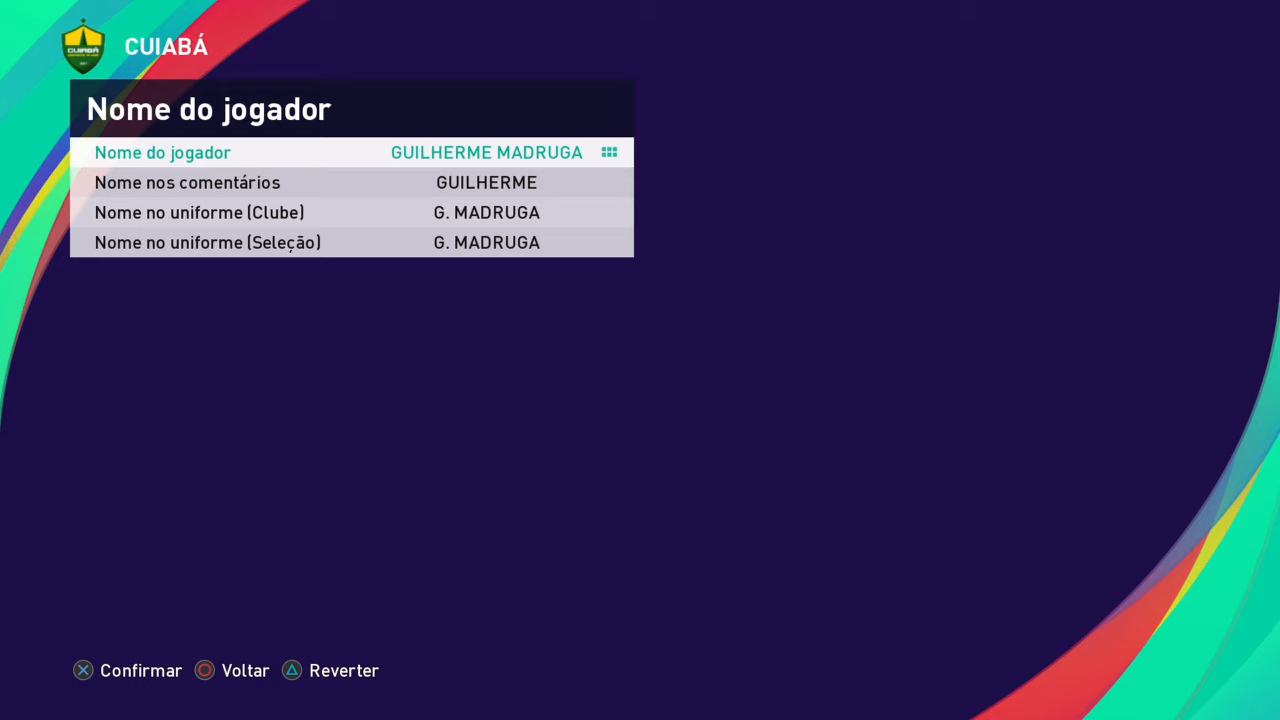 CUIABÁ
CUIABÁ
Nome do jogador
Nome do jogador GUILHERME MADRUGA
Nome nos comentários GUILHERME
Nome no uniforme (Clube) G. MADRUGA
Nome no uniforme (Seleção) G. MADRUGA
Confirmar Voltar Reverter